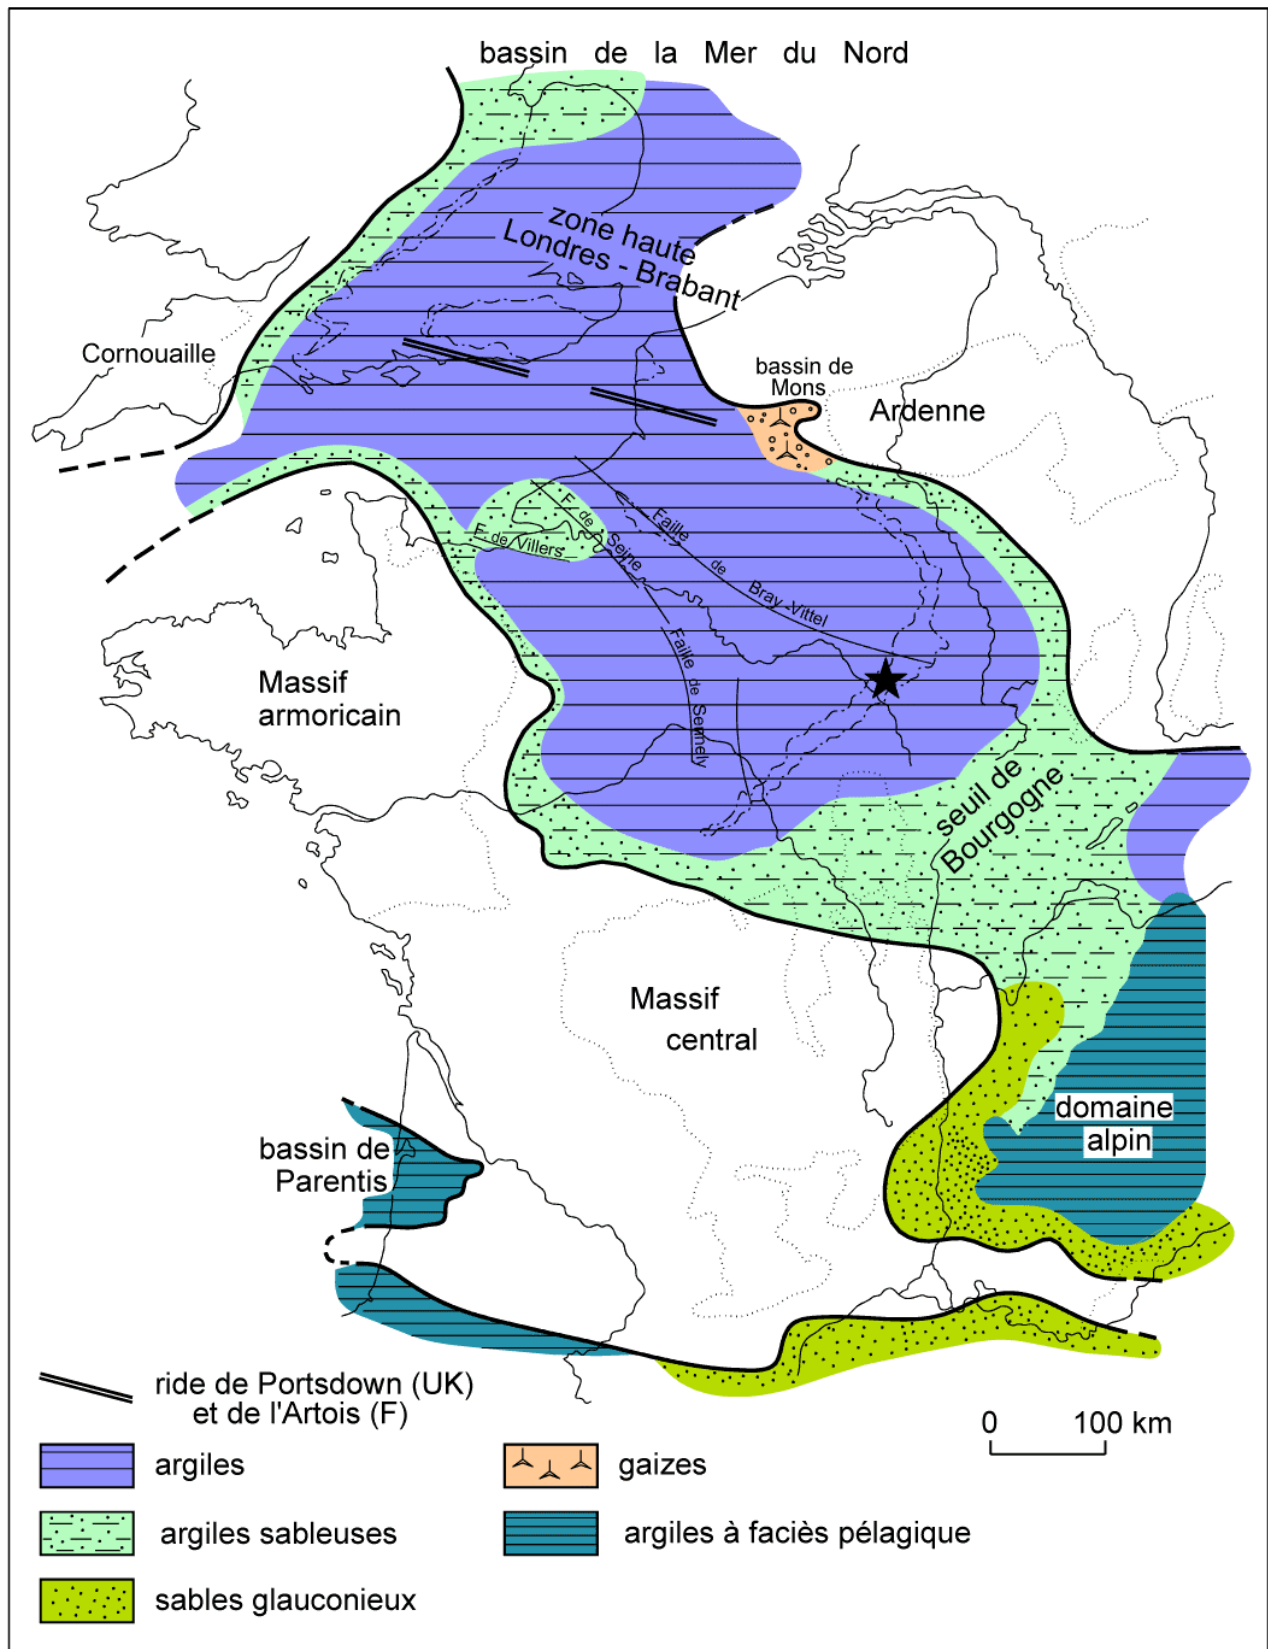 bassin de la Mer du Nord
zone haute
Londres - Brabant
Cornouaille
bassin de
Mons
Ardenne
F. de Seine
F. de Villers
Faille de Bray -Vittel
Faille de Sennely
Massif
armoricain
seuil de
Bourgogne
Massif
central
domaine
alpin
bassin de
Parentis
ride de Portsdown (UK)
et de l'Artois (F)
0 100 km
argiles
gaizes
argiles sableuses
argiles à faciès pélagique
sables glauconieux